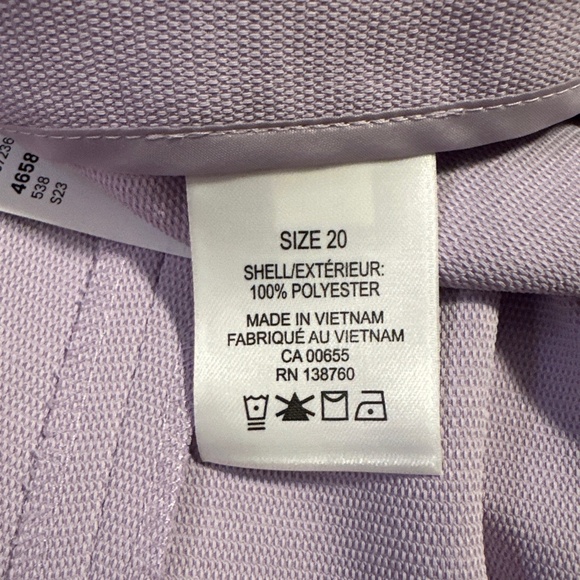 4658
538
S23
SIZE 20
SHELL/EXTÉRIEUR:
100% POLYESTER
MADE IN VIETNAM
FABRIQUÉ AU VIETNAM
CA 00655
RN 138760